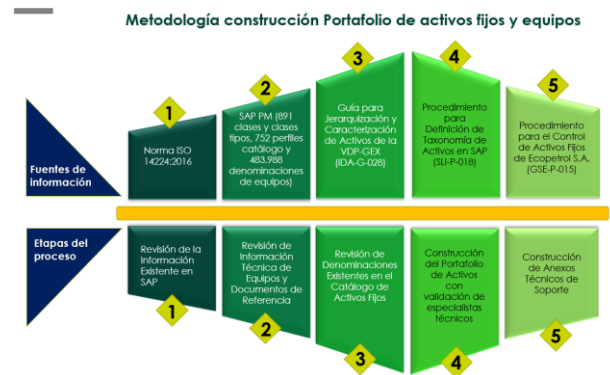 Metodología construcción Portafolio de activos fijos y equipos
Fuentes de
información
1
Norma ISO
14224:2016
2
SAP PM (891
clases y clases
tipos, 752 perfiles
catálogo y
483.988
denominaciones
de equipos)
3
Guía para
Jerarquización y
Caracterización
de Activos de la
VDP-GEX
(IDA-G-028)
4
Procedimiento
para
Definición de
Taxonomía de
Activos en SAP
(SLI-P-018)
5
Procedimiento
para el Control
de Activos Fijos
de Ecopetrol S.A.
(GSE-P-015)
Etapas del
proceso
Revisión de la
Información
Existente en
SAP
1
Revisión de
Información
Técnica de
Equipos y
Documentos de
Referencia
2
Revisión de
Denominaciones
Existentes en el
Catálogo de
Activos Fijos
3
Construcción
del Portafolio
de Activos
con
validación de
especialistas
técnicos
4
Construcción
de Anexos
Técnicos de
Soporte
5